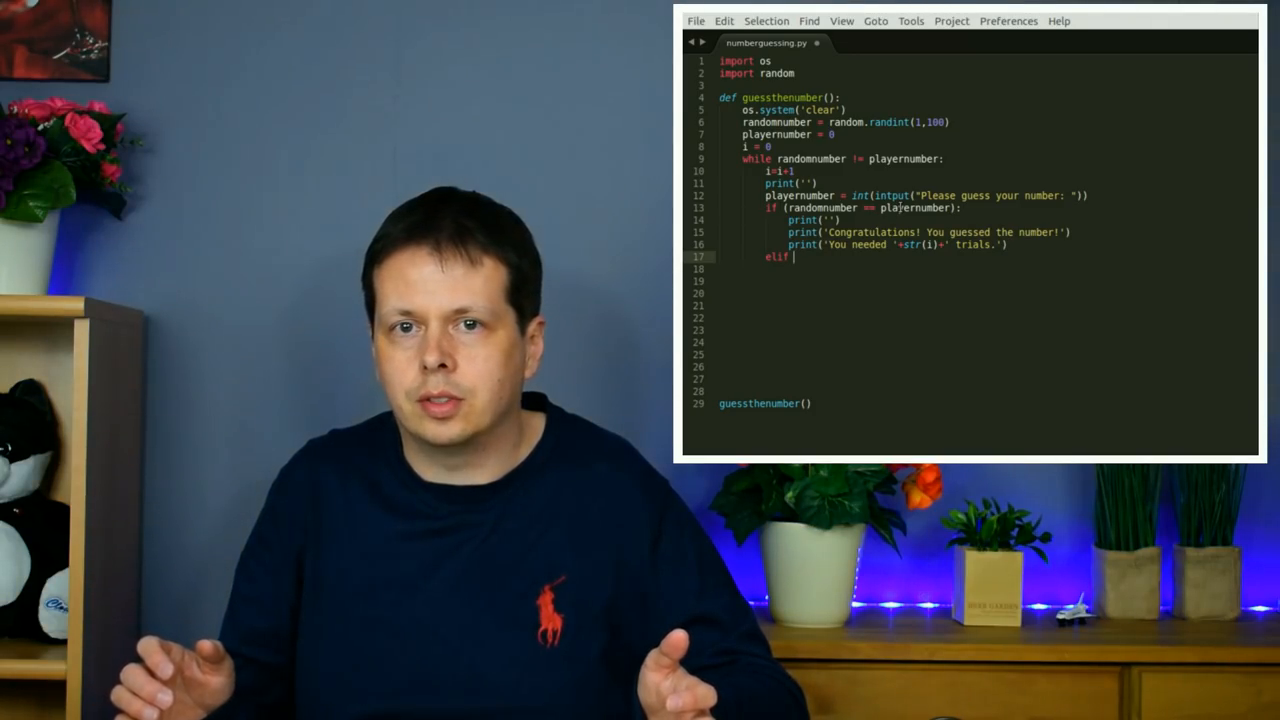 File Edit Selection Find View Goto Tools Project Preferences Help
numberguessing.py
1 import os
2 import random
3
4 def guessthenumber():
5 os.system('clear')
6 randomnumber = random.randint(1,100)
7 playernumber = 0
8 i = 0
9 while randomnumber != playernumber:
10 i=i+1
11 print('')
12 playernumber = int(intput("Please guess your number: "))
13 if (randomnumber == playernumber):
14 print('')
15 print('Congratulations! You guessed the number!')
16 print('You needed '+str(i)+' trials.')
17 elif
18
19
20
21
22
23
24
25
26
27
28
29 guessthenumber()
HERB GARDEN